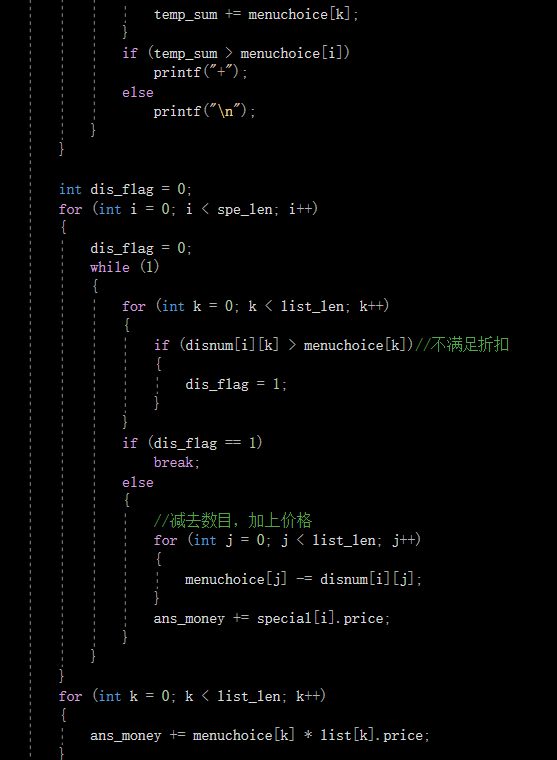 temp_sum += menuchoice[k];
}
if (temp_sum > menuchoice[i])
printf("+");
else
printf("\n");
}
}
int dis_flag = 0;
for (int i = 0; i < spe_len; i++)
{
dis_flag = 0;
while (1)
{
for (int k = 0; k < list_len; k++)
{
if (disnum[i][k] > menuchoice[k])//不满足折扣
{
dis_flag = 1;
}
}
if (dis_flag == 1)
break;
else
{
//减去数目，加上价格
for (int j = 0; j < list_len; j++)
{
menuchoice[j] -= disnum[i][j];
}
ans_money += special[i].price;
}
}
}
for (int k = 0; k < list_len; k++)
{
ans_money += menuchoice[k] * list[k].price;
}